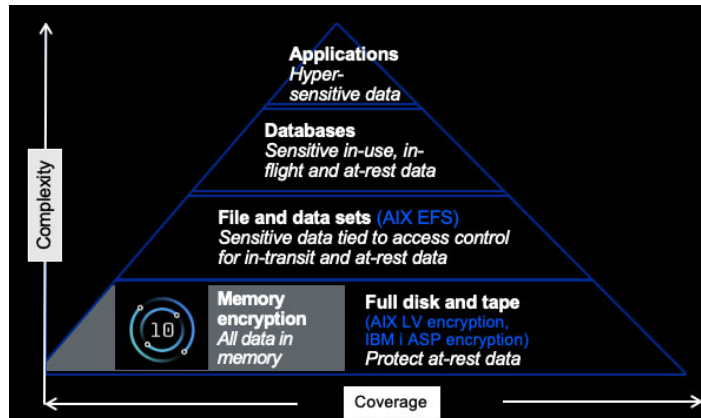 Applications
Hyper-
sensitive data
Databases
Sensitive in-use, in-
flight and at-rest data
File and data sets (AIX EFS)
Sensitive data tied to access control
for in-transit and at-rest data
10
Memory
encryption
All data in
memory
Full disk and tape
(AIX LV encryption,
IBM i ASP encryption)
Protect at-rest data
Complexity
Coverage